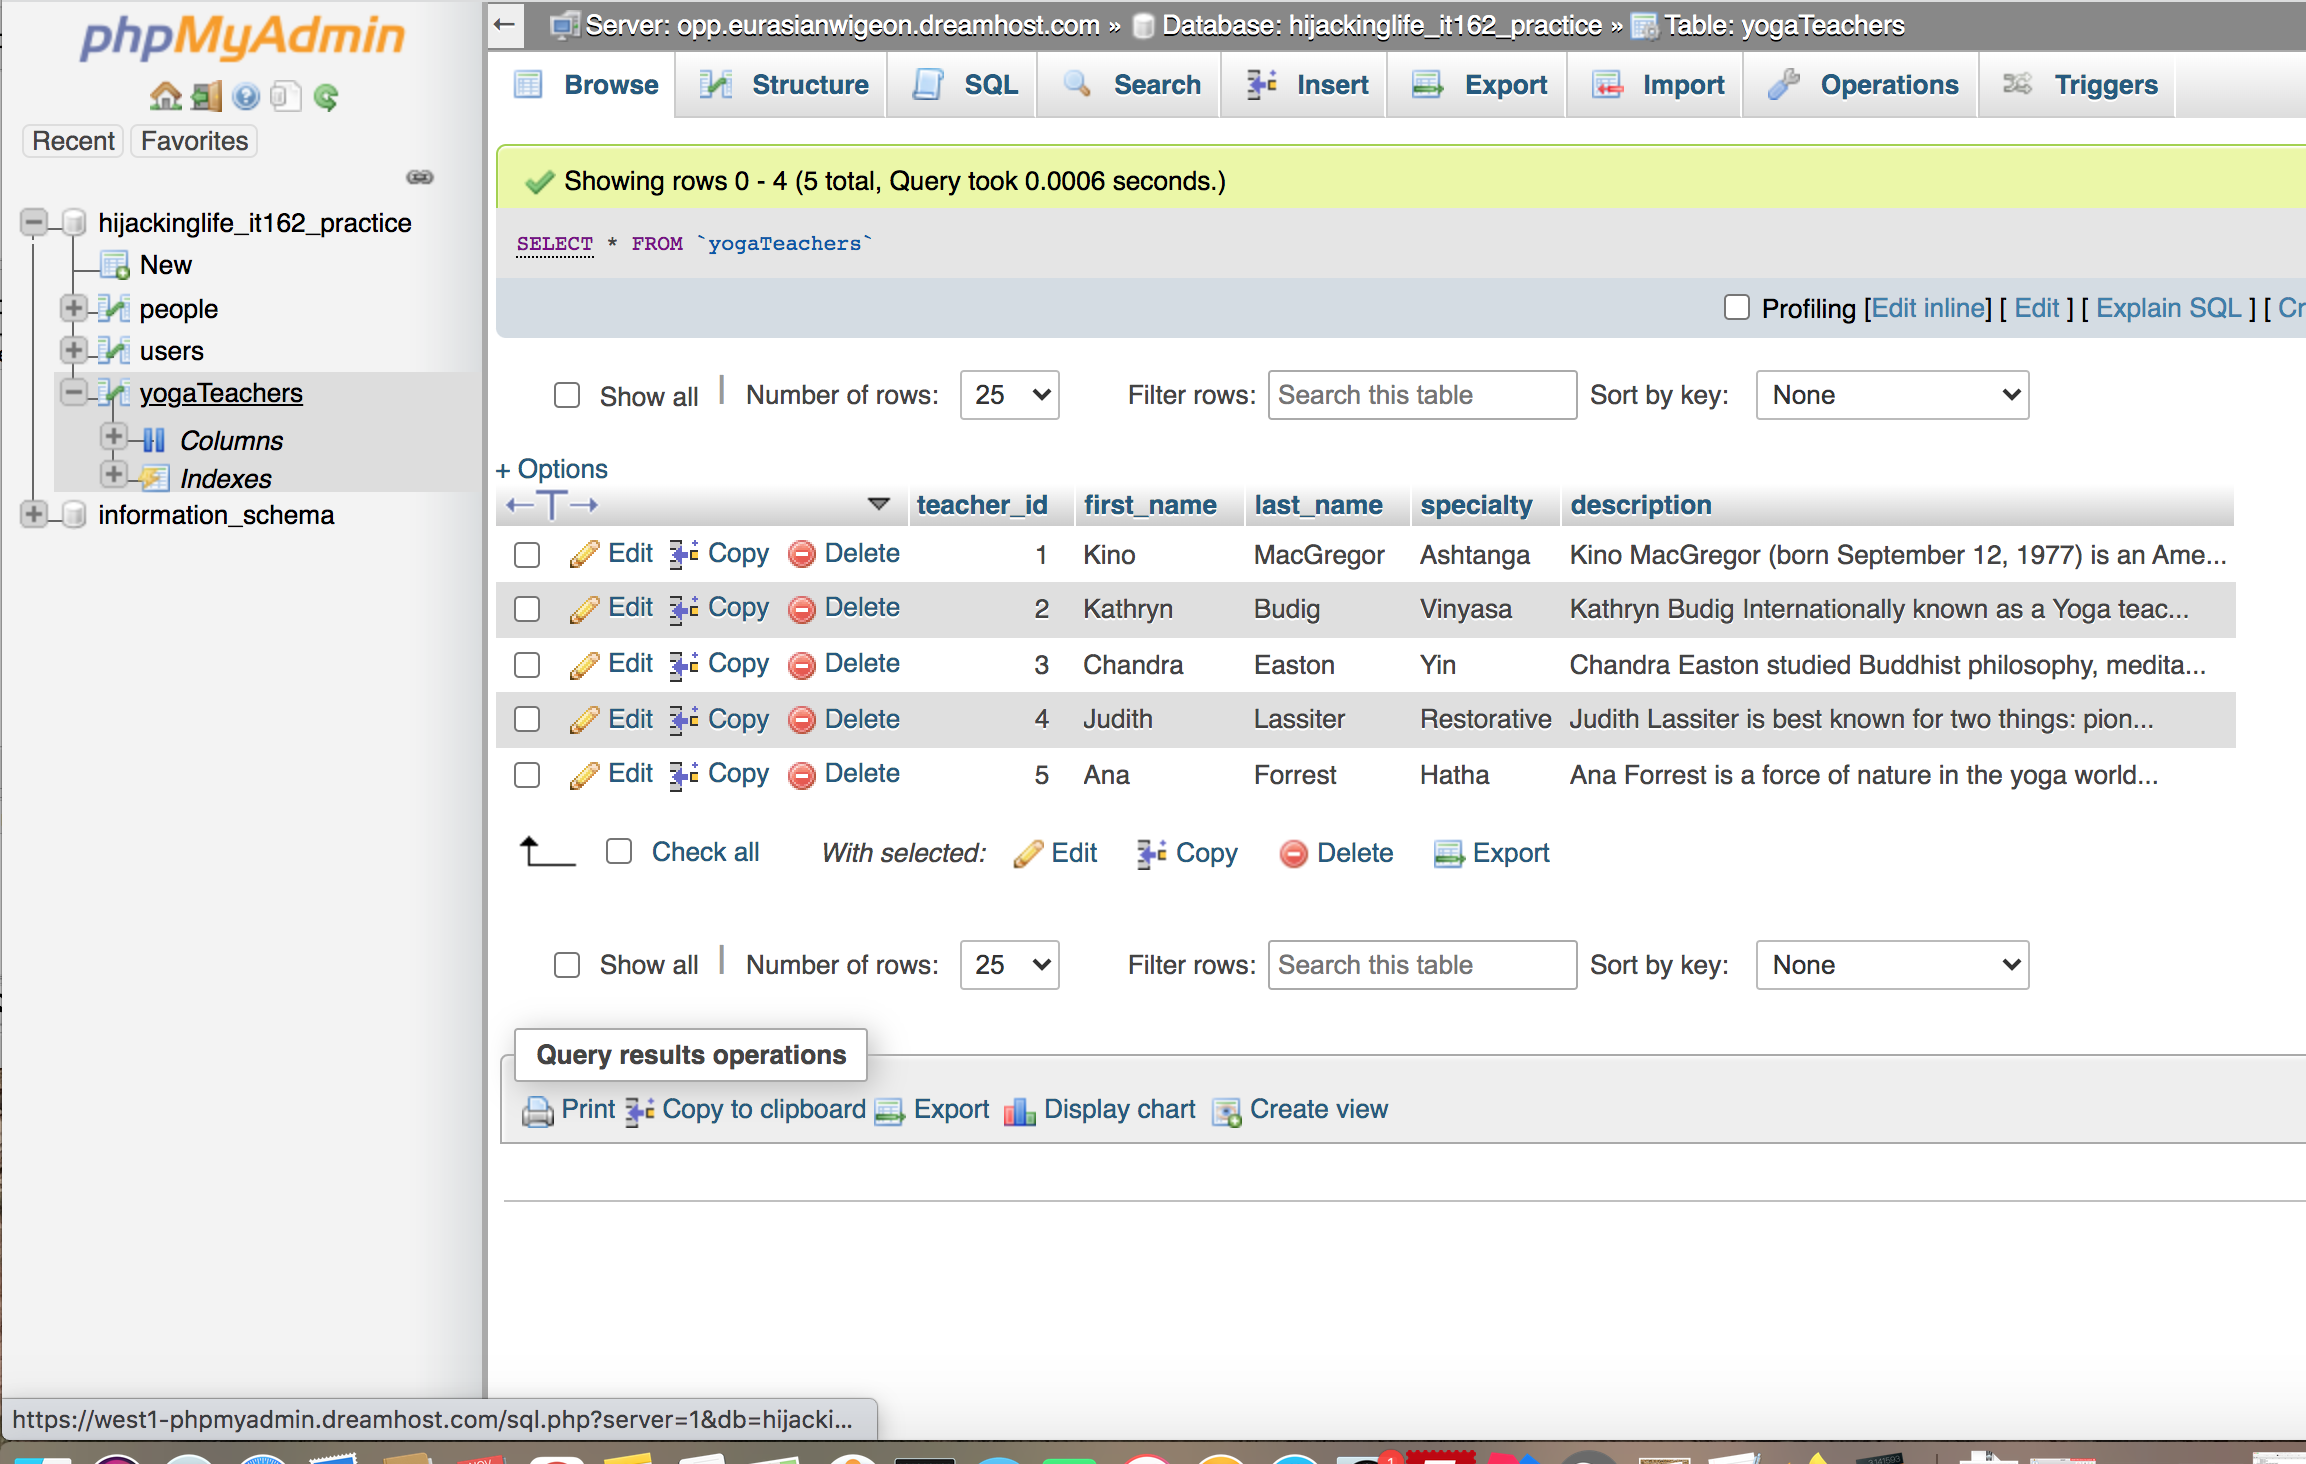 phpMyAdmin
Recent Favorites
hijackinglife_it162_practice
New
people
users
yogaTeachers
Columns
Indexes
information_schema
Server: opp.eurasianwigeon.dreamhost.com » Database: hijackinglife_it162_practice » Table: yogaTeachers
Browse Structure SQL Search Insert Export Import Operations Triggers
Showing rows 0 - 4 (5 total, Query took 0.0006 seconds.)
SELECT * FROM `yogaTeachers`
Profiling [Edit inline] [ Edit ] [ Explain SQL ] [ Cr
Show all | Number of rows: 25 Filter rows: Search this table Sort by key: None
+ Options
←T→ teacher_id first_name last_name specialty description
Edit Copy Delete 1 Kino MacGregor Ashtanga Kino MacGregor (born September 12, 1977) is an Ame...
Edit Copy Delete 2 Kathryn Budig Vinyasa Kathryn Budig Internationally known as a Yoga teac...
Edit Copy Delete 3 Chandra Easton Yin Chandra Easton studied Buddhist philosophy, medita...
Edit Copy Delete 4 Judith Lassiter Restorative Judith Lassiter is best known for two things: pion...
Edit Copy Delete 5 Ana Forrest Hatha Ana Forrest is a force of nature in the yoga world...
Check all With selected: Edit Copy Delete Export
Show all | Number of rows: 25 Filter rows: Search this table Sort by key: None
Query results operations
Print Copy to clipboard Export Display chart Create view
https://west1-phpmyadmin.dreamhost.com/sql.php?server=1&db=hijacki...
NOV
1